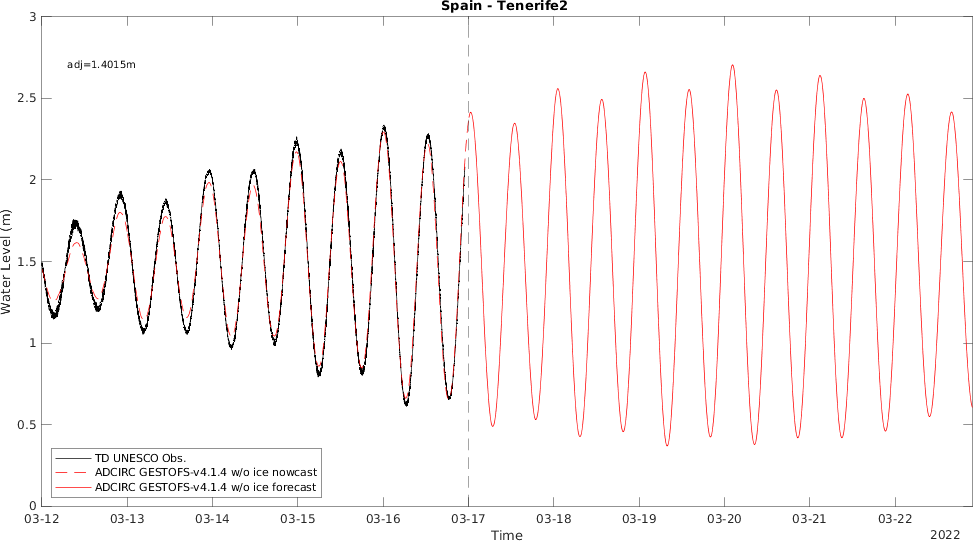 Spain - Tenerife2
adj=1.4015m
3
2.5
2
1.5
1
0.5
0
Water Level (m)
TD UNESCO Obs.
ADCIRC GESTOFS-v4.1.4 w/o ice nowcast
ADCIRC GESTOFS-v4.1.4 w/o ice forecast
03-12 03-13 03-14 03-15 03-16 03-17 03-18 03-19 03-20 03-21 03-22
Time
2022